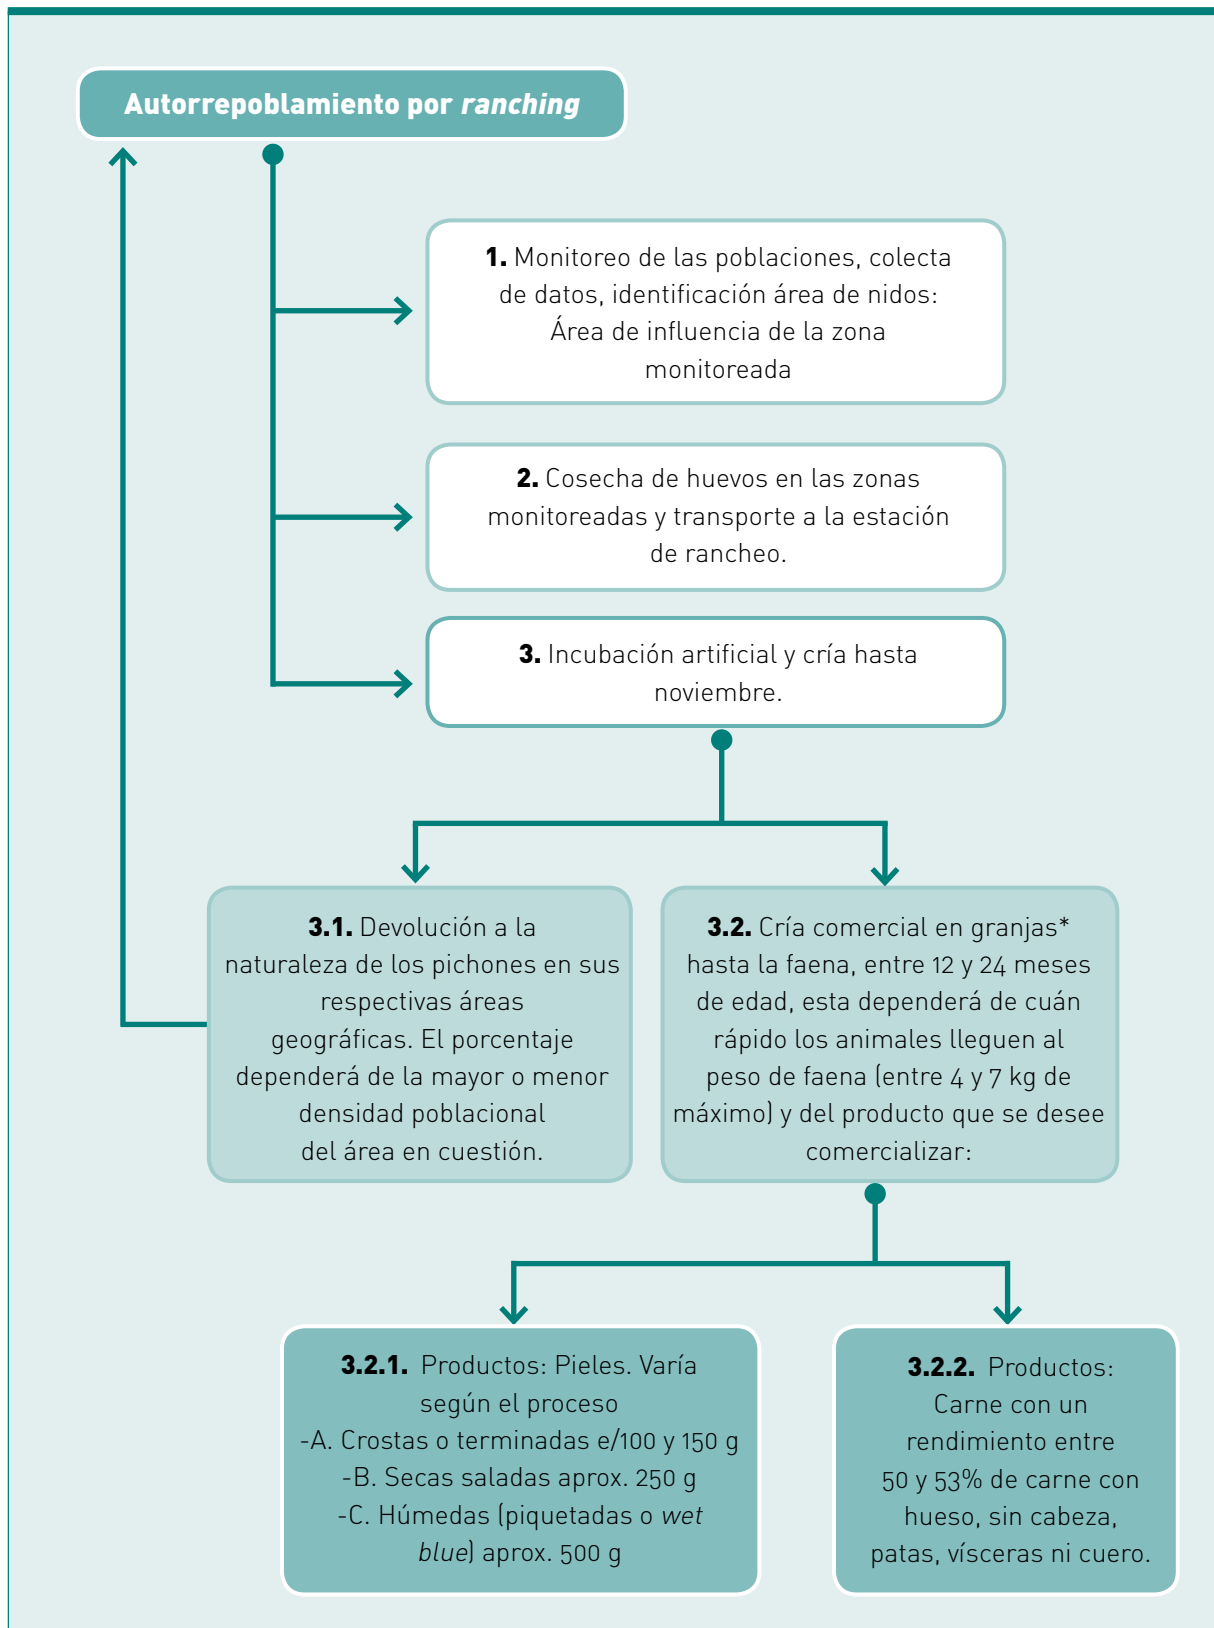 Autorrepoblamiento por ranching
1. Monitoreo de las poblaciones, colecta
de datos, identificación área de nidos:
Área de influencia de la zona
monitoreada
2. Cosecha de huevos en las zonas
monitoreadas y transporte a la estación
de rancheo.
3. Incubación artificial y cría hasta
noviembre.
3.1. Devolución a la
naturaleza de los pichones en sus
respectivas áreas
geográficas. El porcentaje
dependerá de la mayor o menor
densidad poblacional
del área en cuestión.
3.2. Cría comercial en granjas*
hasta la faena, entre 12 y 24 meses
de edad, esta dependerá de cuán
rápido los animales lleguen al
peso de faena (entre 4 y 7 kg de
máximo) y del producto que se desee
comercializar:
3.2.1. Productos: Pieles. Varía
según el proceso
-A. Crostas o terminadas e/100 y 150 g
-B. Secas saladas aprox. 250 g
-C. Húmedas (piquetadas o wet
blue) aprox. 500 g
3.2.2. Productos:
Carne con un
rendimiento entre
50 y 53% de carne con
hueso, sin cabeza,
patas, vísceras ni cuero.